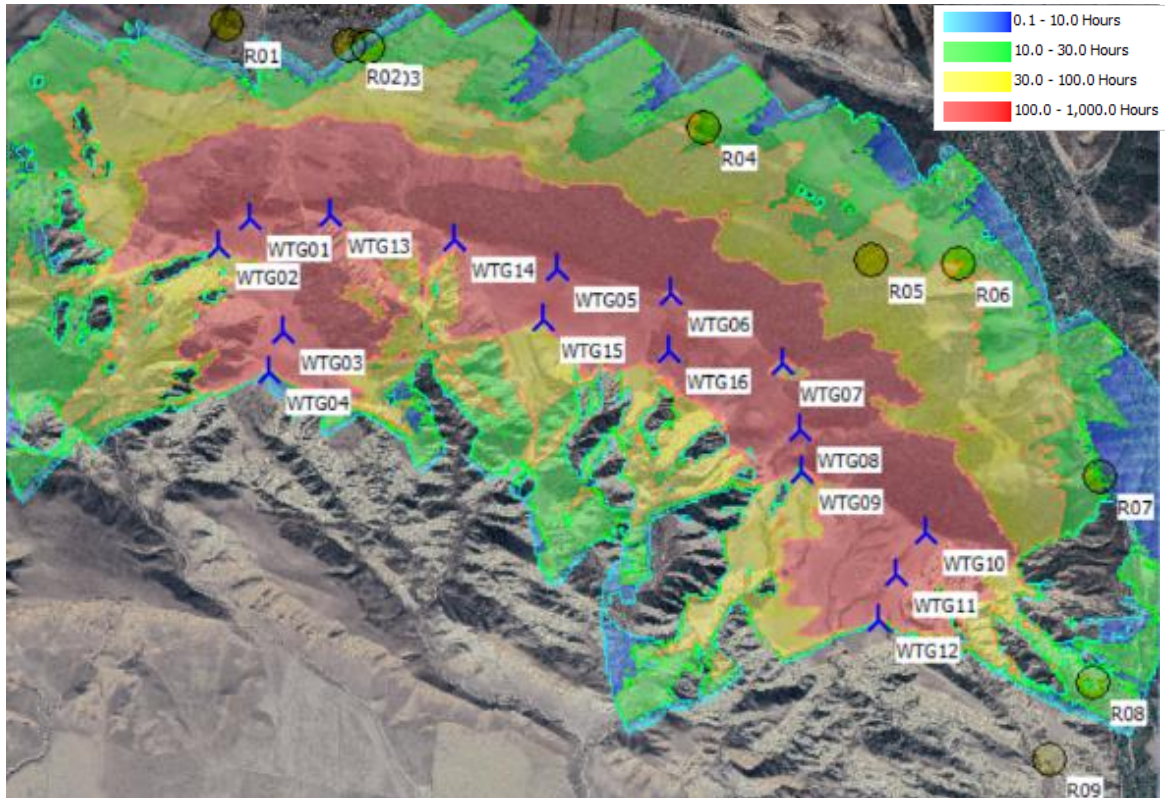 0.1 - 10.0 Hours
10.0 - 30.0 Hours
30.0 - 100.0 Hours
100.0 - 1,000.0 Hours
R01
R02
R04
WTG01
WTG13
WTG02
WTG14
R05
R06
WTG05
WTG06
WTG03
WTG15
WTG16
WTG04
WTG07
WTG08
R07
WTG09
WTG10
WTG11
WTG12
R08
R09